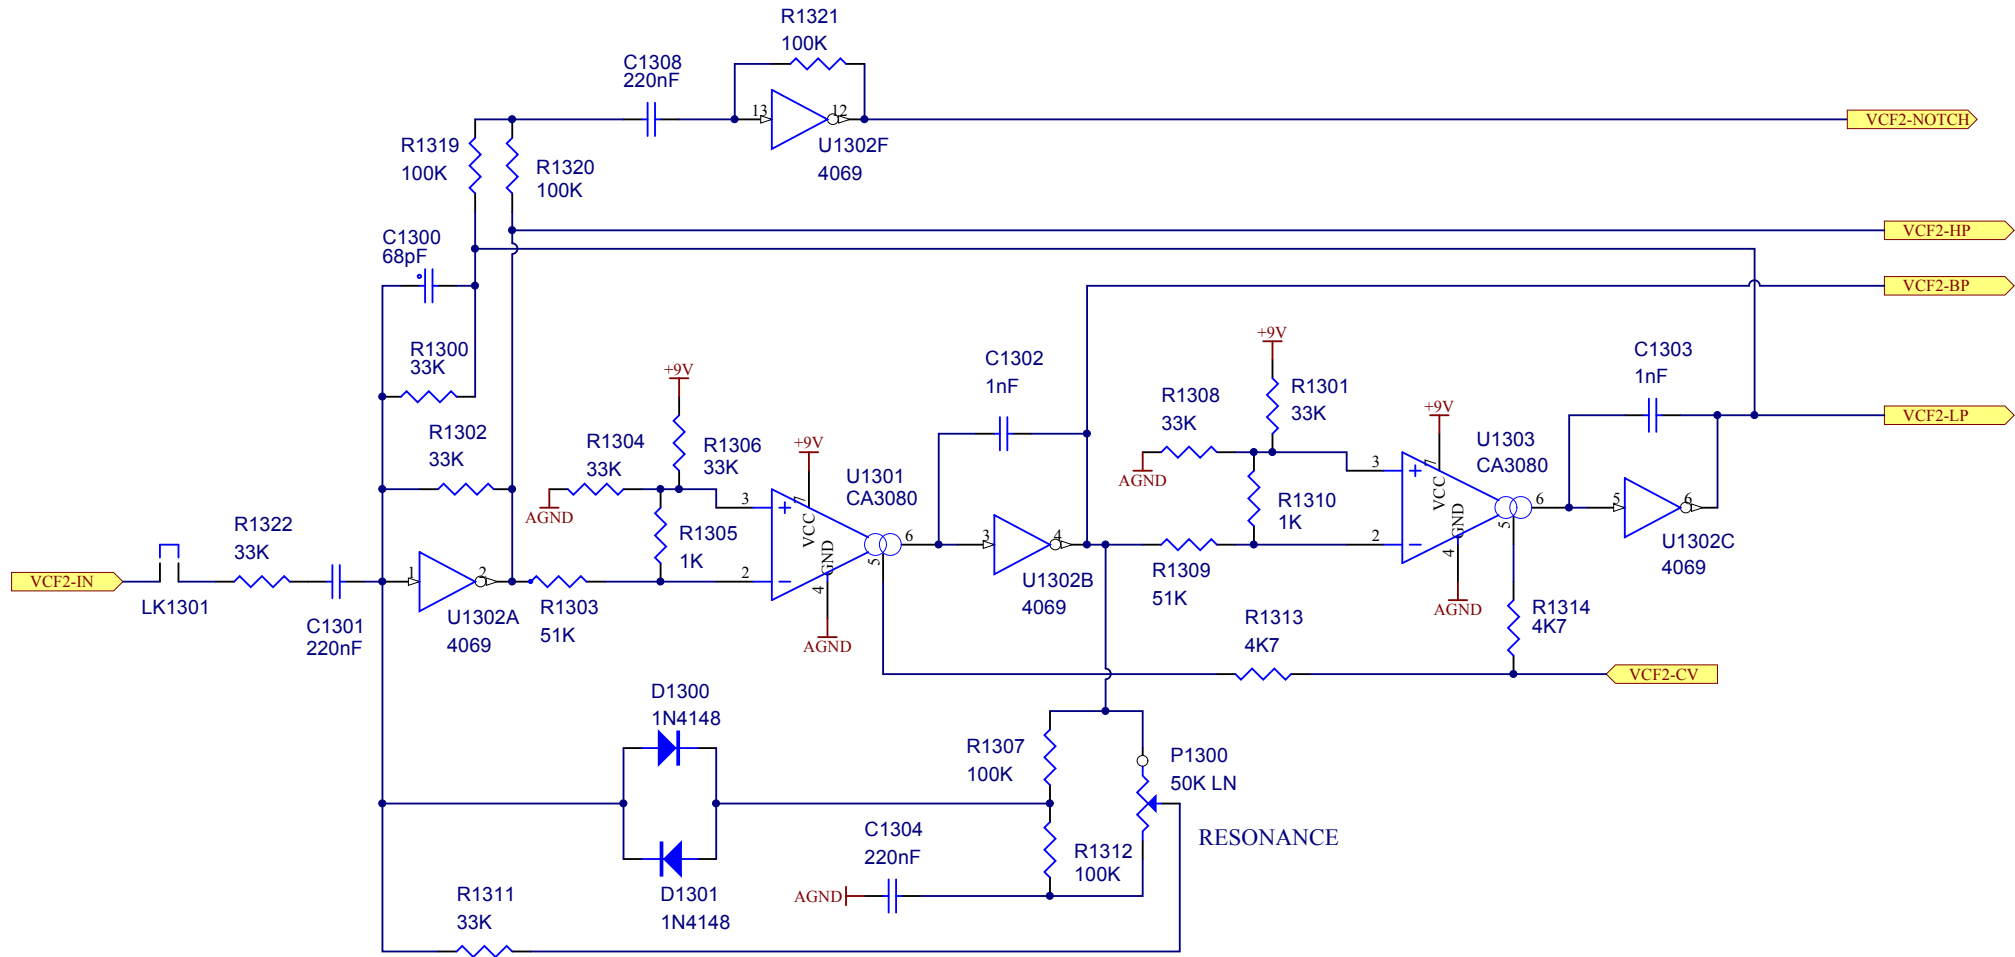 R1321
100K
C1308
220nF
13
12
VCF2-NOTCH
U1302F
4069
R1319
100K
R1320
100K
VCF2-HP
C1300
68pF
VCF2-BP
R1300
33K
+9V
C1302
1nF
+9V
C1303
1nF
R1308
33K
R1301
33K
+9V
VCF2-LP
R1302
33K
R1304
33K
R1306
33K
+9V
U1301
CA3080
AGND
R1310
1K
3
2
+
−
VCC
7
GND
4
5
6
U1303
CA3080
5
6
U1302C
4069
AGND
R1322
33K
AGND
R1305
1K
3
2
+
−
VCC
7
GND
4
5
6
3
4
U1302B
4069
R1309
51K
AGND
R1314
4K7
VCF2-IN
LK1301
C1301
220nF
1
2
U1302A
4069
R1303
51K
R1313
4K7
VCF2-CV
D1300
1N4148
R1307
100K
P1300
50K LN
C1304
220nF
RESONANCE
R1312
100K
AGND
D1301
1N4148
R1311
33K